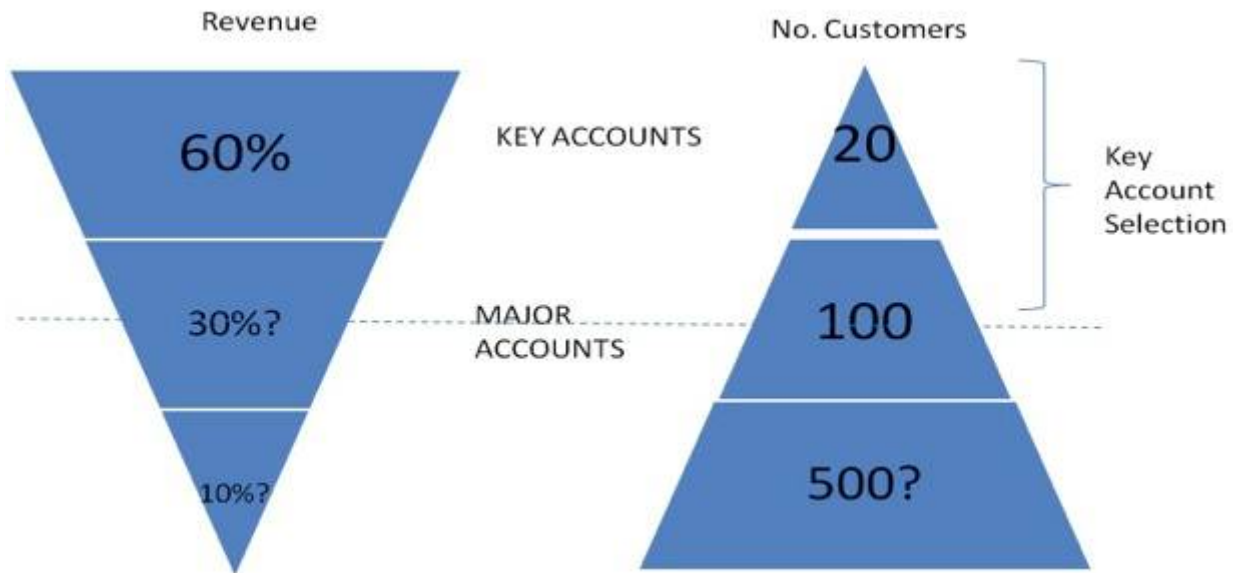 Revenue
No. Customers
60%
KEY ACCOUNTS
20
Key
Account
Selection
30%?
MAJOR
ACCOUNTS
100
10%?
500?